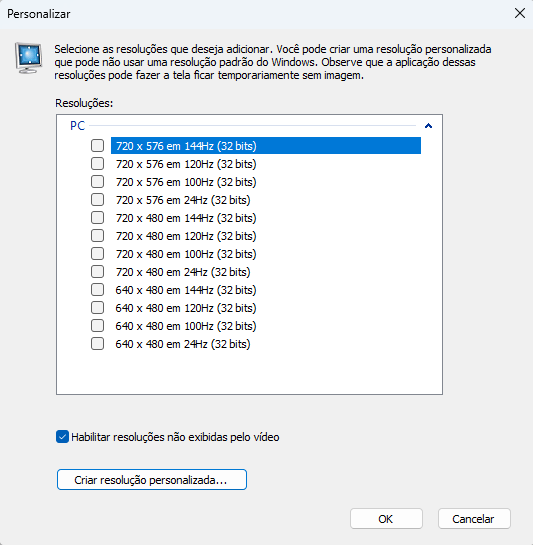 Personalizar
Selecione as resoluções que deseja adicionar. Você pode criar uma resolução personalizada
que pode não usar uma resolução padrão do Windows. Observe que a aplicação dessas
resoluções pode fazer a tela ficar temporariamente sem imagem.
Resoluções:
PC
720 x 576 em 144Hz (32 bits)
720 x 576 em 120Hz (32 bits)
720 x 576 em 100Hz (32 bits)
720 x 576 em 24Hz (32 bits)
720 x 480 em 144Hz (32 bits)
720 x 480 em 120Hz (32 bits)
720 x 480 em 100Hz (32 bits)
720 x 480 em 24Hz (32 bits)
640 x 480 em 144Hz (32 bits)
640 x 480 em 120Hz (32 bits)
640 x 480 em 100Hz (32 bits)
640 x 480 em 24Hz (32 bits)
Habilitar resoluções não exibidas pelo vídeo
Criar resolução personalizada...
OK
Cancelar